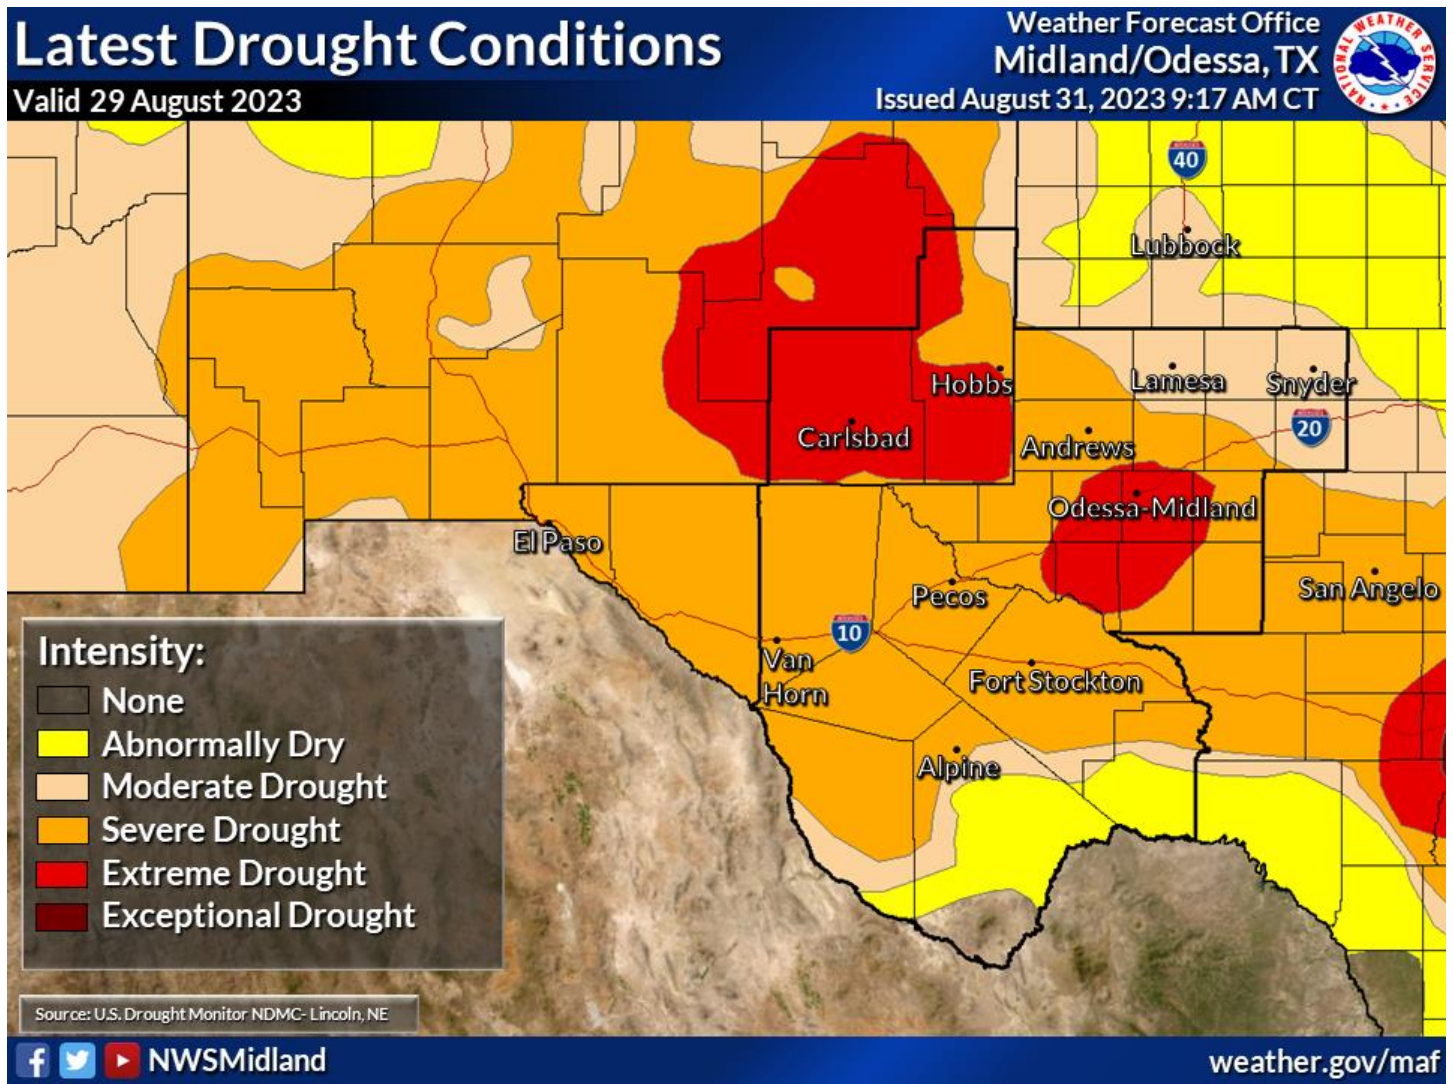 Latest Drought Conditions
Valid 29 August 2023
Weather Forecast Office
Midland/Odessa, TX
Issued August 31, 2023 9:17 AM CT
NATIONAL WEATHER SERVICE
40
Lubbock
Hobbs
Lamesa
Snyder
20
Carlsbad
Andrews
Odessa-Midland
El Paso
Pecos
San Angelo
10
Van
Horn
Fort Stockton
Alpine
Intensity:
None
Abnormally Dry
Moderate Drought
Severe Drought
Extreme Drought
Exceptional Drought
Source: U.S. Drought Monitor NDMC- Lincoln, NE
NWSMidland
weather.gov/maf